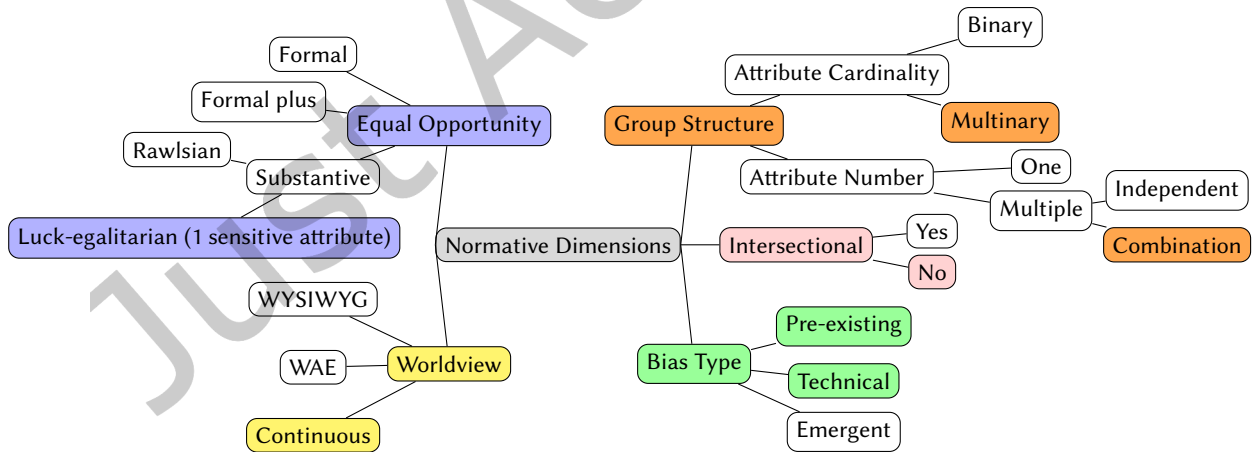 Formal
Formal plus
Equal Opportunity
Rawlsian
Substantive
Luck-egalitarian (1 sensitive attribute)
Normative Dimensions
WYSIWYG
WAE
Worldview
Continuous
Binary
Attribute Cardinality
Group Structure
Multinary
Attribute Number
One
Multiple
Independent
Combination
Intersectional
Yes
No
Pre-existing
Bias Type
Technical
Emergent
Just A